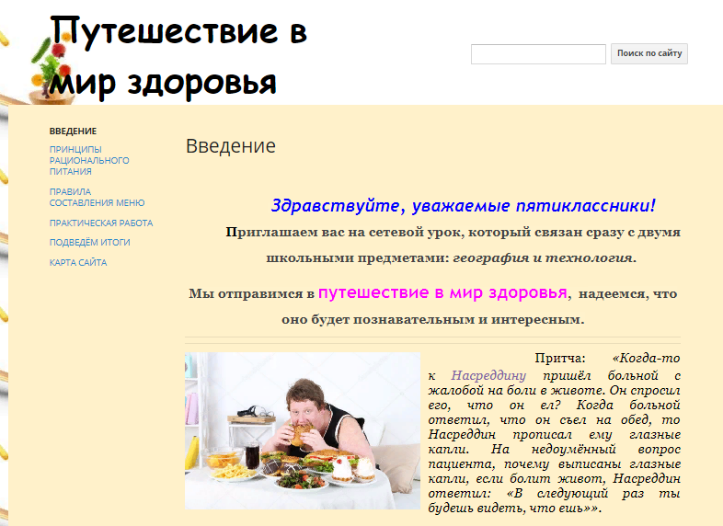 Путешествие в
мир здоровья
Поиск по сайту
ВВЕДЕНИЕ
ПРИНЦИПЫ
РАЦИОНАЛЬНОГО
ПИТАНИЯ
ПРАВИЛА
СОСТАВЛЕНИЯ МЕНЮ
ПРАКТИЧЕСКАЯ РАБОТА
ПОДВЕДЁМ ИТОГИ
КАРТА САЙТА
Введение
Здравствуйте, уважаемые пятиклассники!
Приглашаем вас на сетевой урок, который связан сразу с двумя
школьными предметами: география и технология.
Мы отправимся в путешествие в мир здоровья, надеемся, что
оно будет познавательным и интересным.
Притча: «Когда-то
к Насреддину пришёл больной с
жалобой на боли в животе. Он спросил
его, что он ел? Когда больной
ответил, что он съел на обед, то
Насреддин прописал ему глазные
капли. На недоумённый вопрос
пациента, почему выписаны глазные
капли, если болит живот, Насреддин
ответил: «В следующий раз ты
будешь видеть, что ешь»».